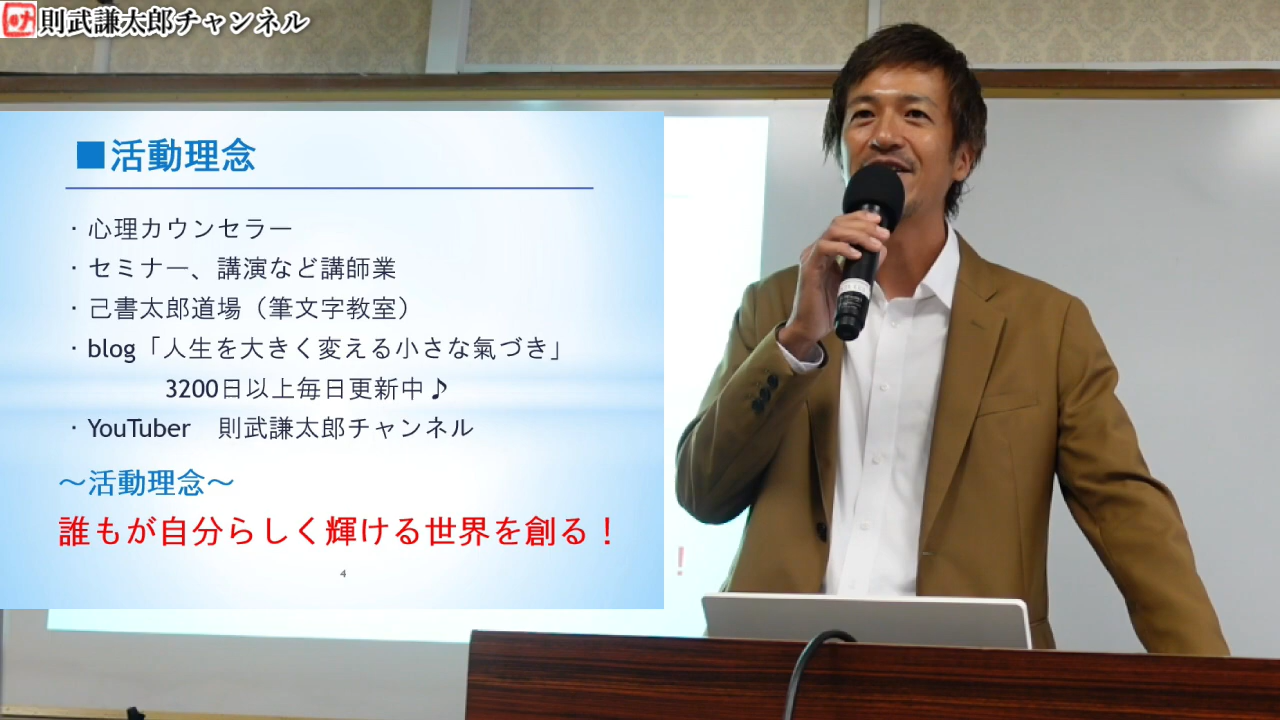 サ 則武謙太郎チャンネル
■活動理念
・心理カウンセラー
・セミナー、講演など講師業
・己書太郎道場（筆文字教室）
・blog「人生を大きく変える小さな氣づき」
3200日以上毎日更新中♪
・YouTuber　則武謙太郎チャンネル
～活動理念～
誰もが自分らしく輝ける世界を創る！
4
！